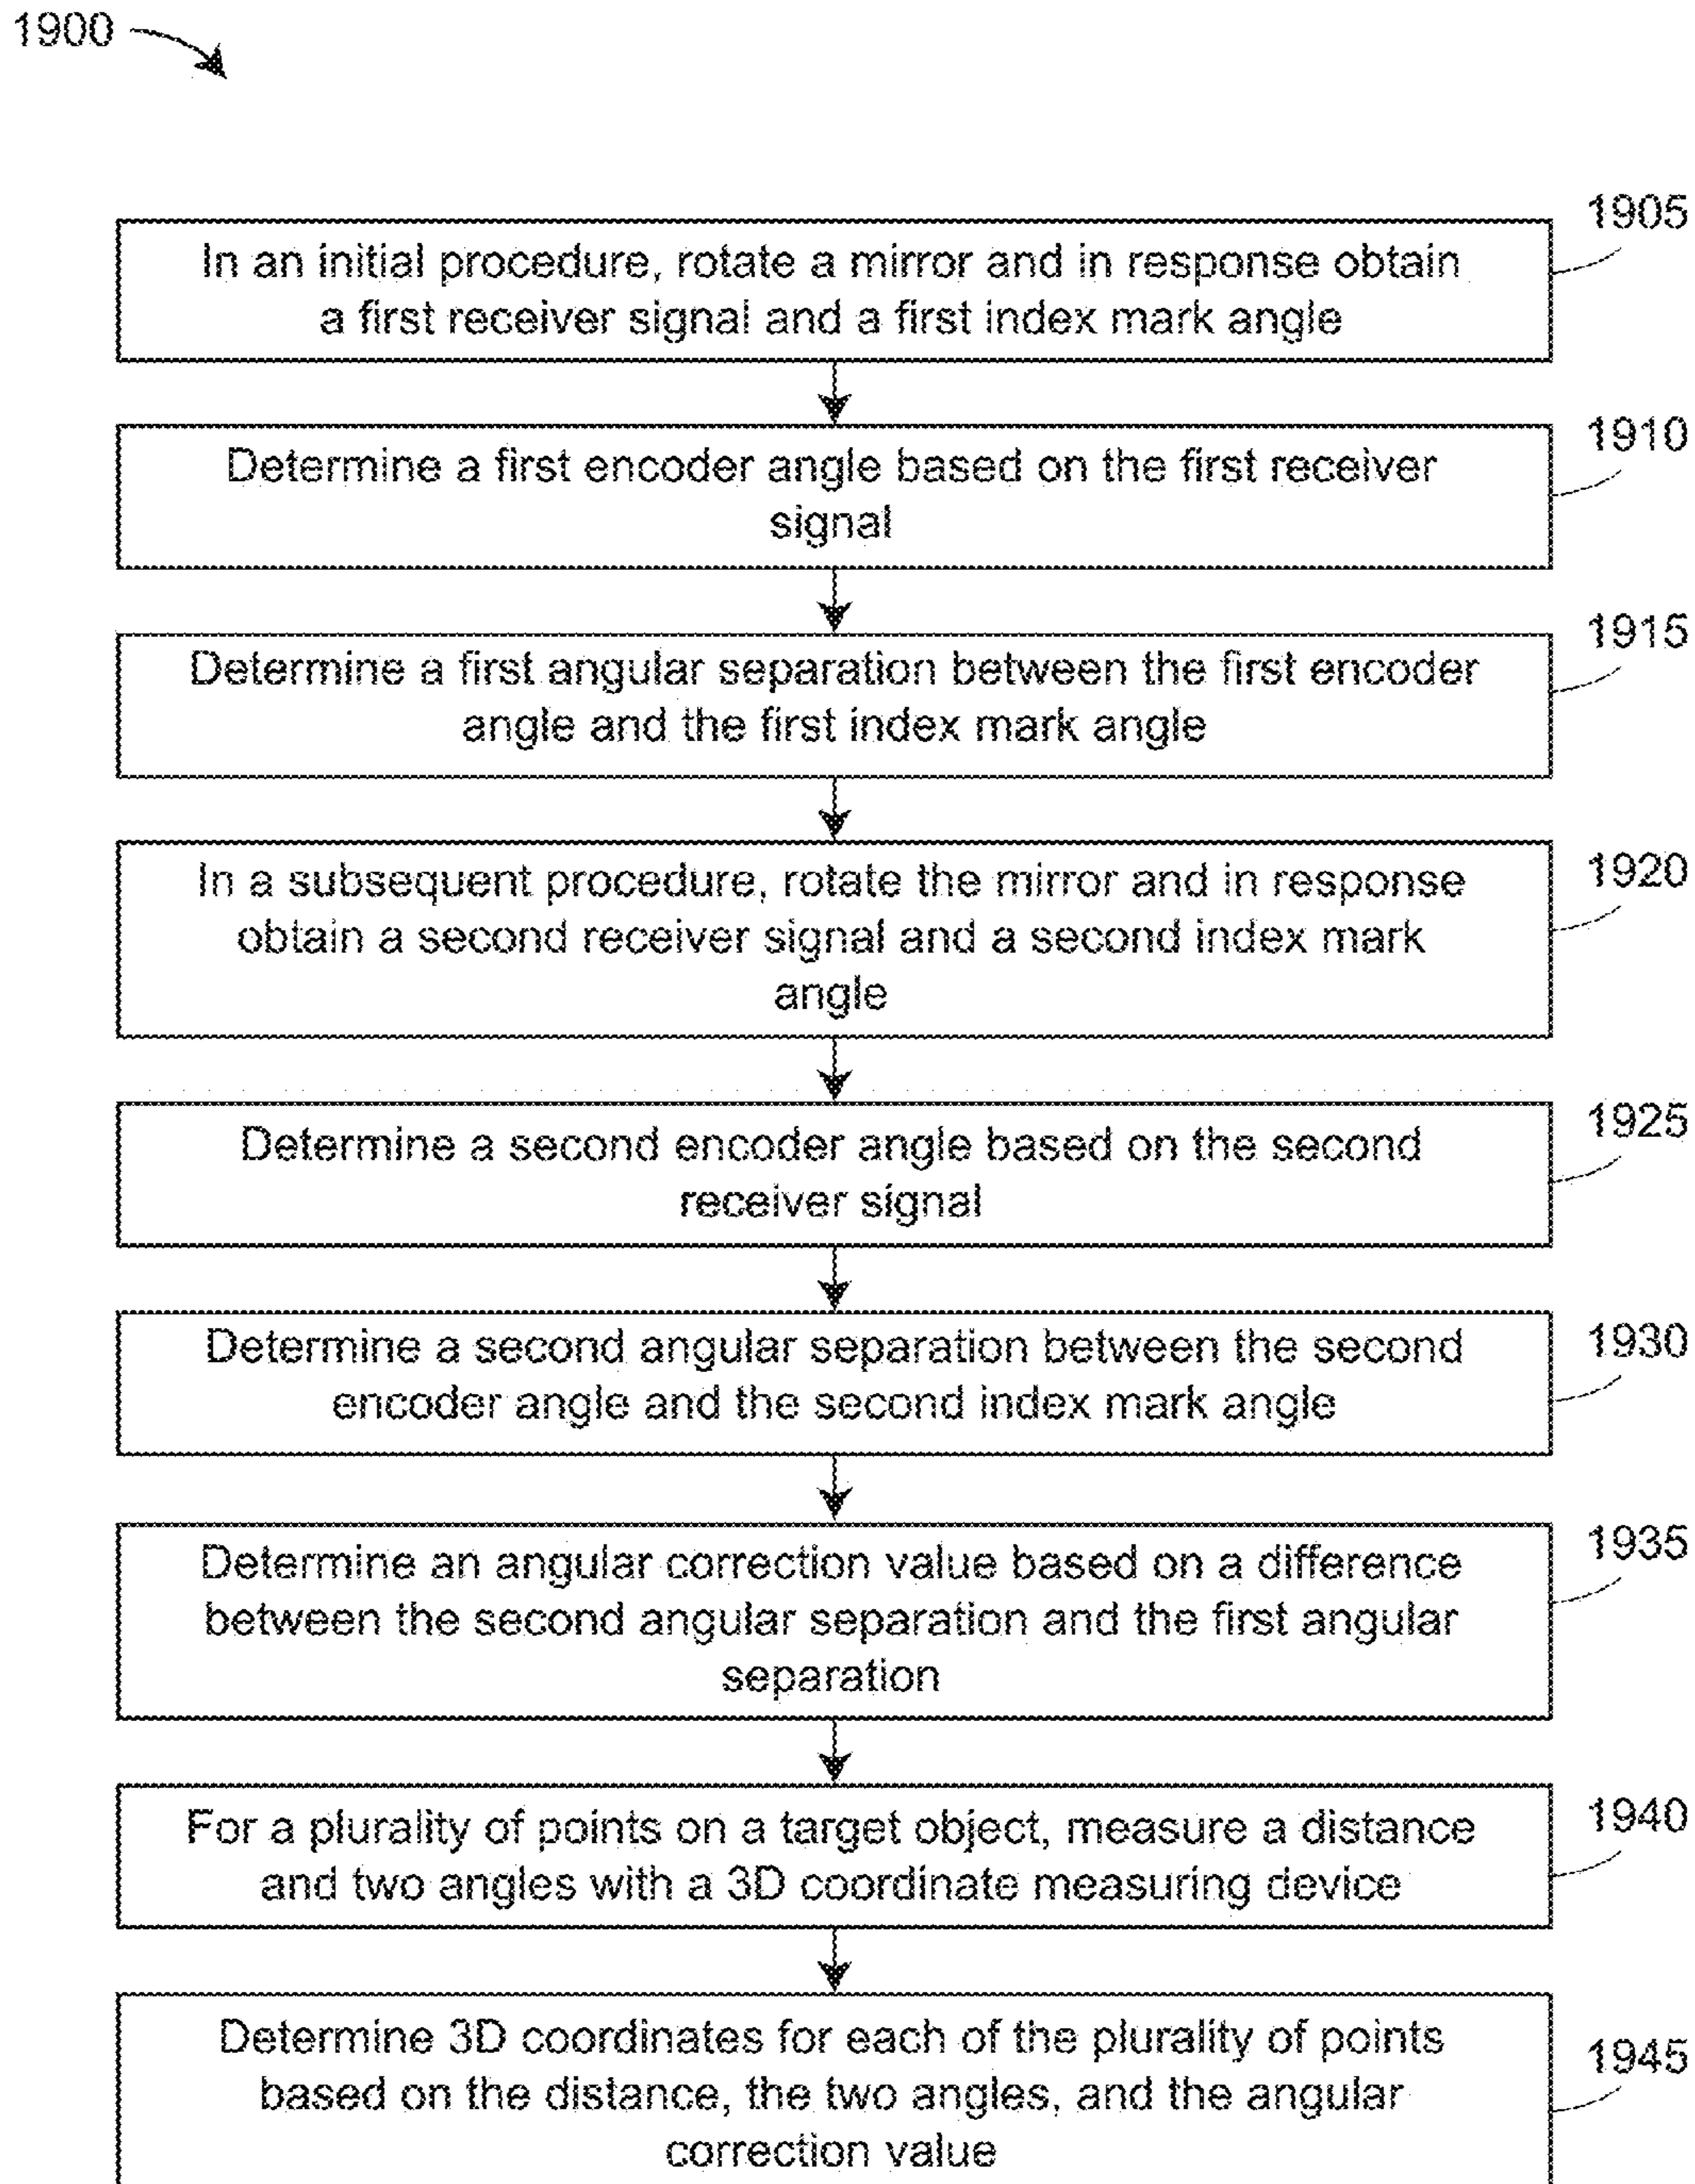 1900
1905
In an initial procedure, rotate a mirror and in response obtain
a first receiver signal and a first index mark angle
1910
Determine a first encoder angle based on the first receiver
signal
1915
Determine a first angular separation between the first encoder
angle and the first index mark angle
1920
In a subsequent procedure, rotate the mirror and in response
obtain a second receiver signal and a second index mark
angle
1925
Determine a second encoder angle based on the second
receiver signal
1930
Determine a second angular separation between the second
encoder angle and the second index mark angle
1935
Determine an angular correction value based on a difference
between the second angular separation and the first angular
separation
1940
For a plurality of points on a target object, measure a distance
and two angles with a 3D coordinate measuring device
1945
Determine 3D coordinates for each of the plurality of points
based on the distance, the two angles, and the angular
correction value